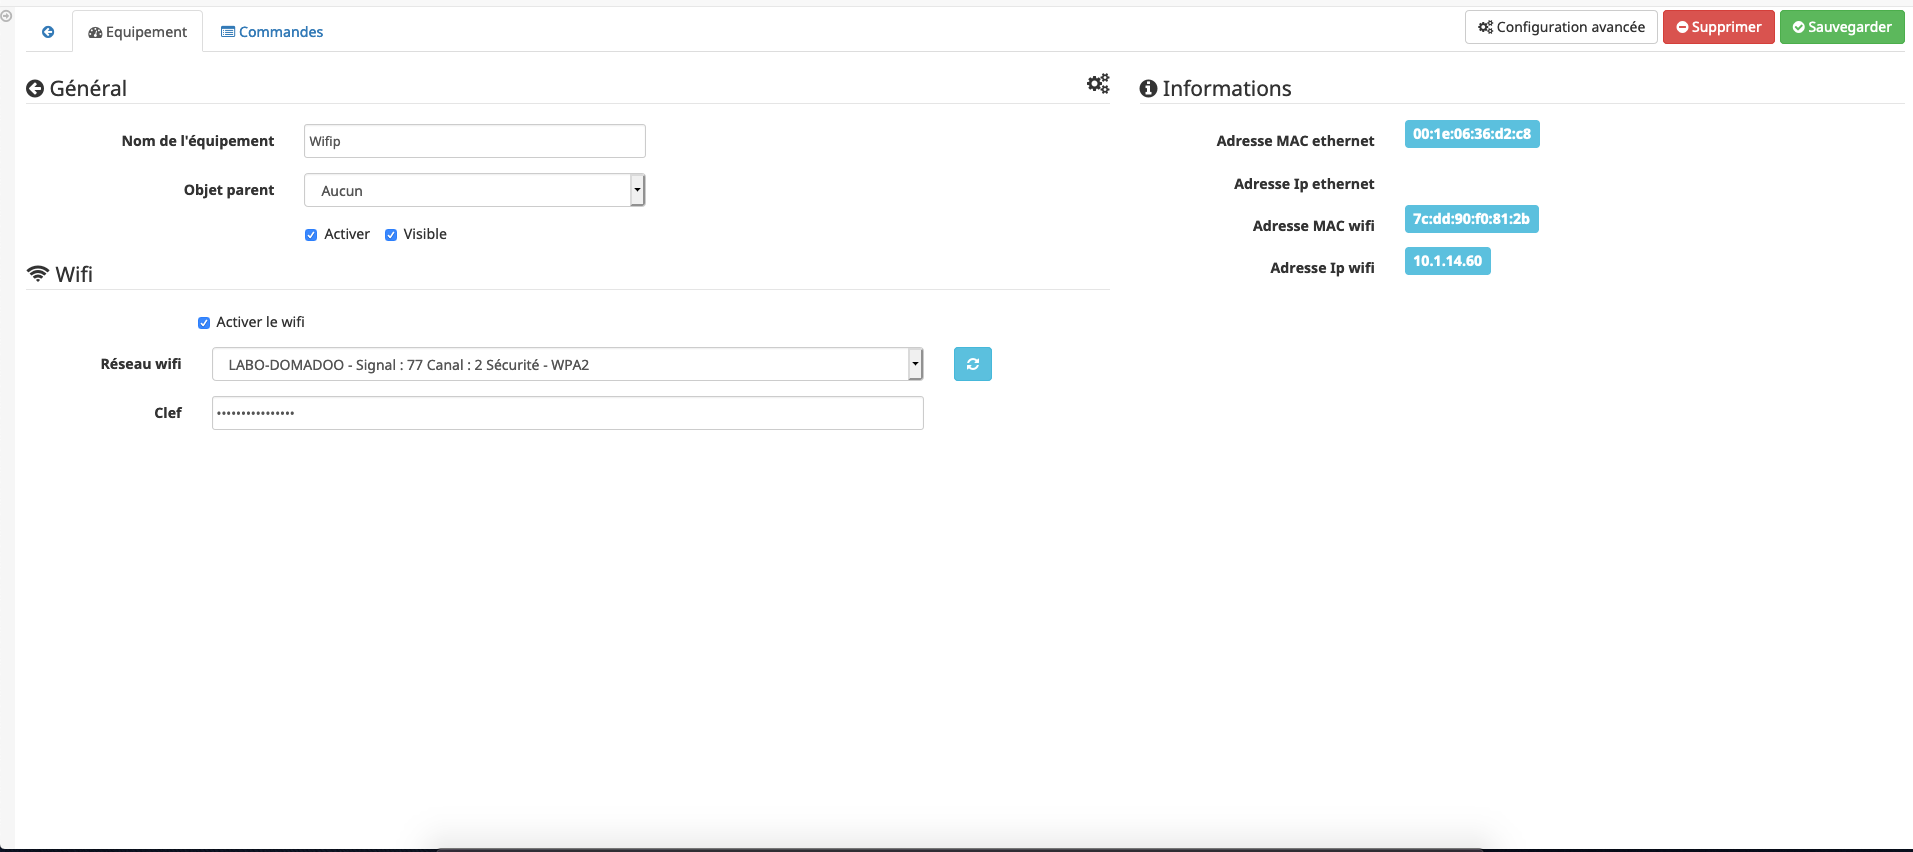 Equipement
Commandes
Configuration avancée
Supprimer
Sauvegarder
Général
Nom de l'équipement
Wifip
Objet parent
Aucun
Activer
Visible
Wifi
Activer le wifi
Réseau wifi
LABO-DOMADOO - Signal : 77 Canal : 2 Sécurité - WPA2
Clef
••••••••••••••••
Informations
Adresse MAC ethernet
00:1e:06:36:d2:c8
Adresse Ip ethernet
Adresse MAC wifi
7c:dd:90:f0:81:2b
Adresse Ip wifi
10.1.14.60